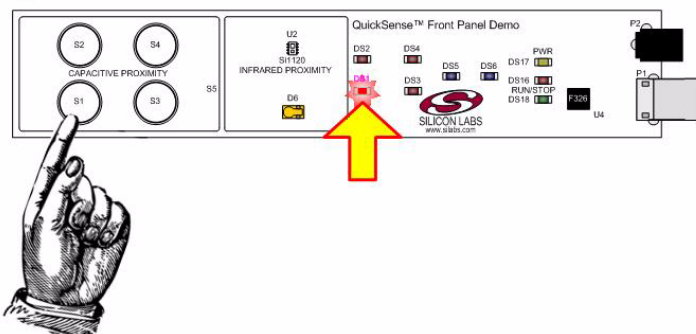 QuickSense™ Front Panel Demo
S2
S4
CAPACITIVE PROXIMITY
S1
S3
S5
U2
Si1120
INFRARED PROXIMITY
D6
DS2
DS4
DS1
DS3
DS5
DS6
SILICON LABS
www.silabs.com
PWR
DS17
DS16
RUN/STOP
DS18
F326
U4
P2
P1